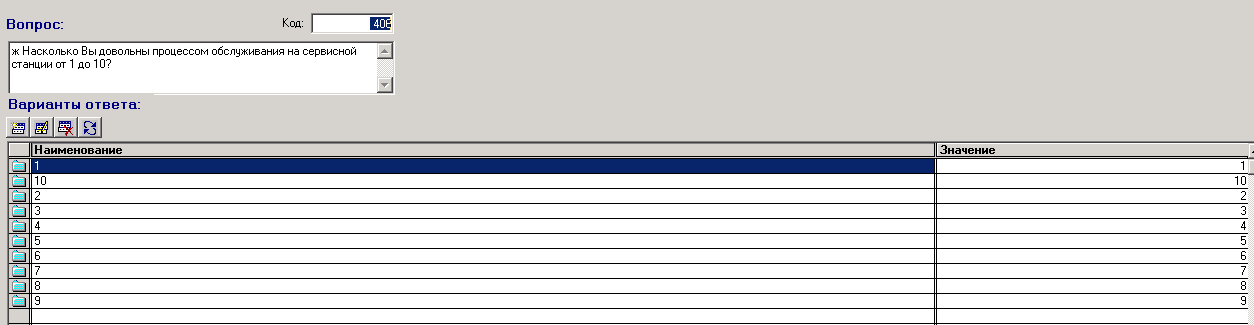 Вопрос: Код: 406
ж Насколько Вы довольны процессом обслуживания на сервисной
станции от 1 до 10?
Варианты ответа:
Наименование Значение
1 1
10 10
2 2
3 3
4 4
5 5
6 6
7 7
8 8
9 9